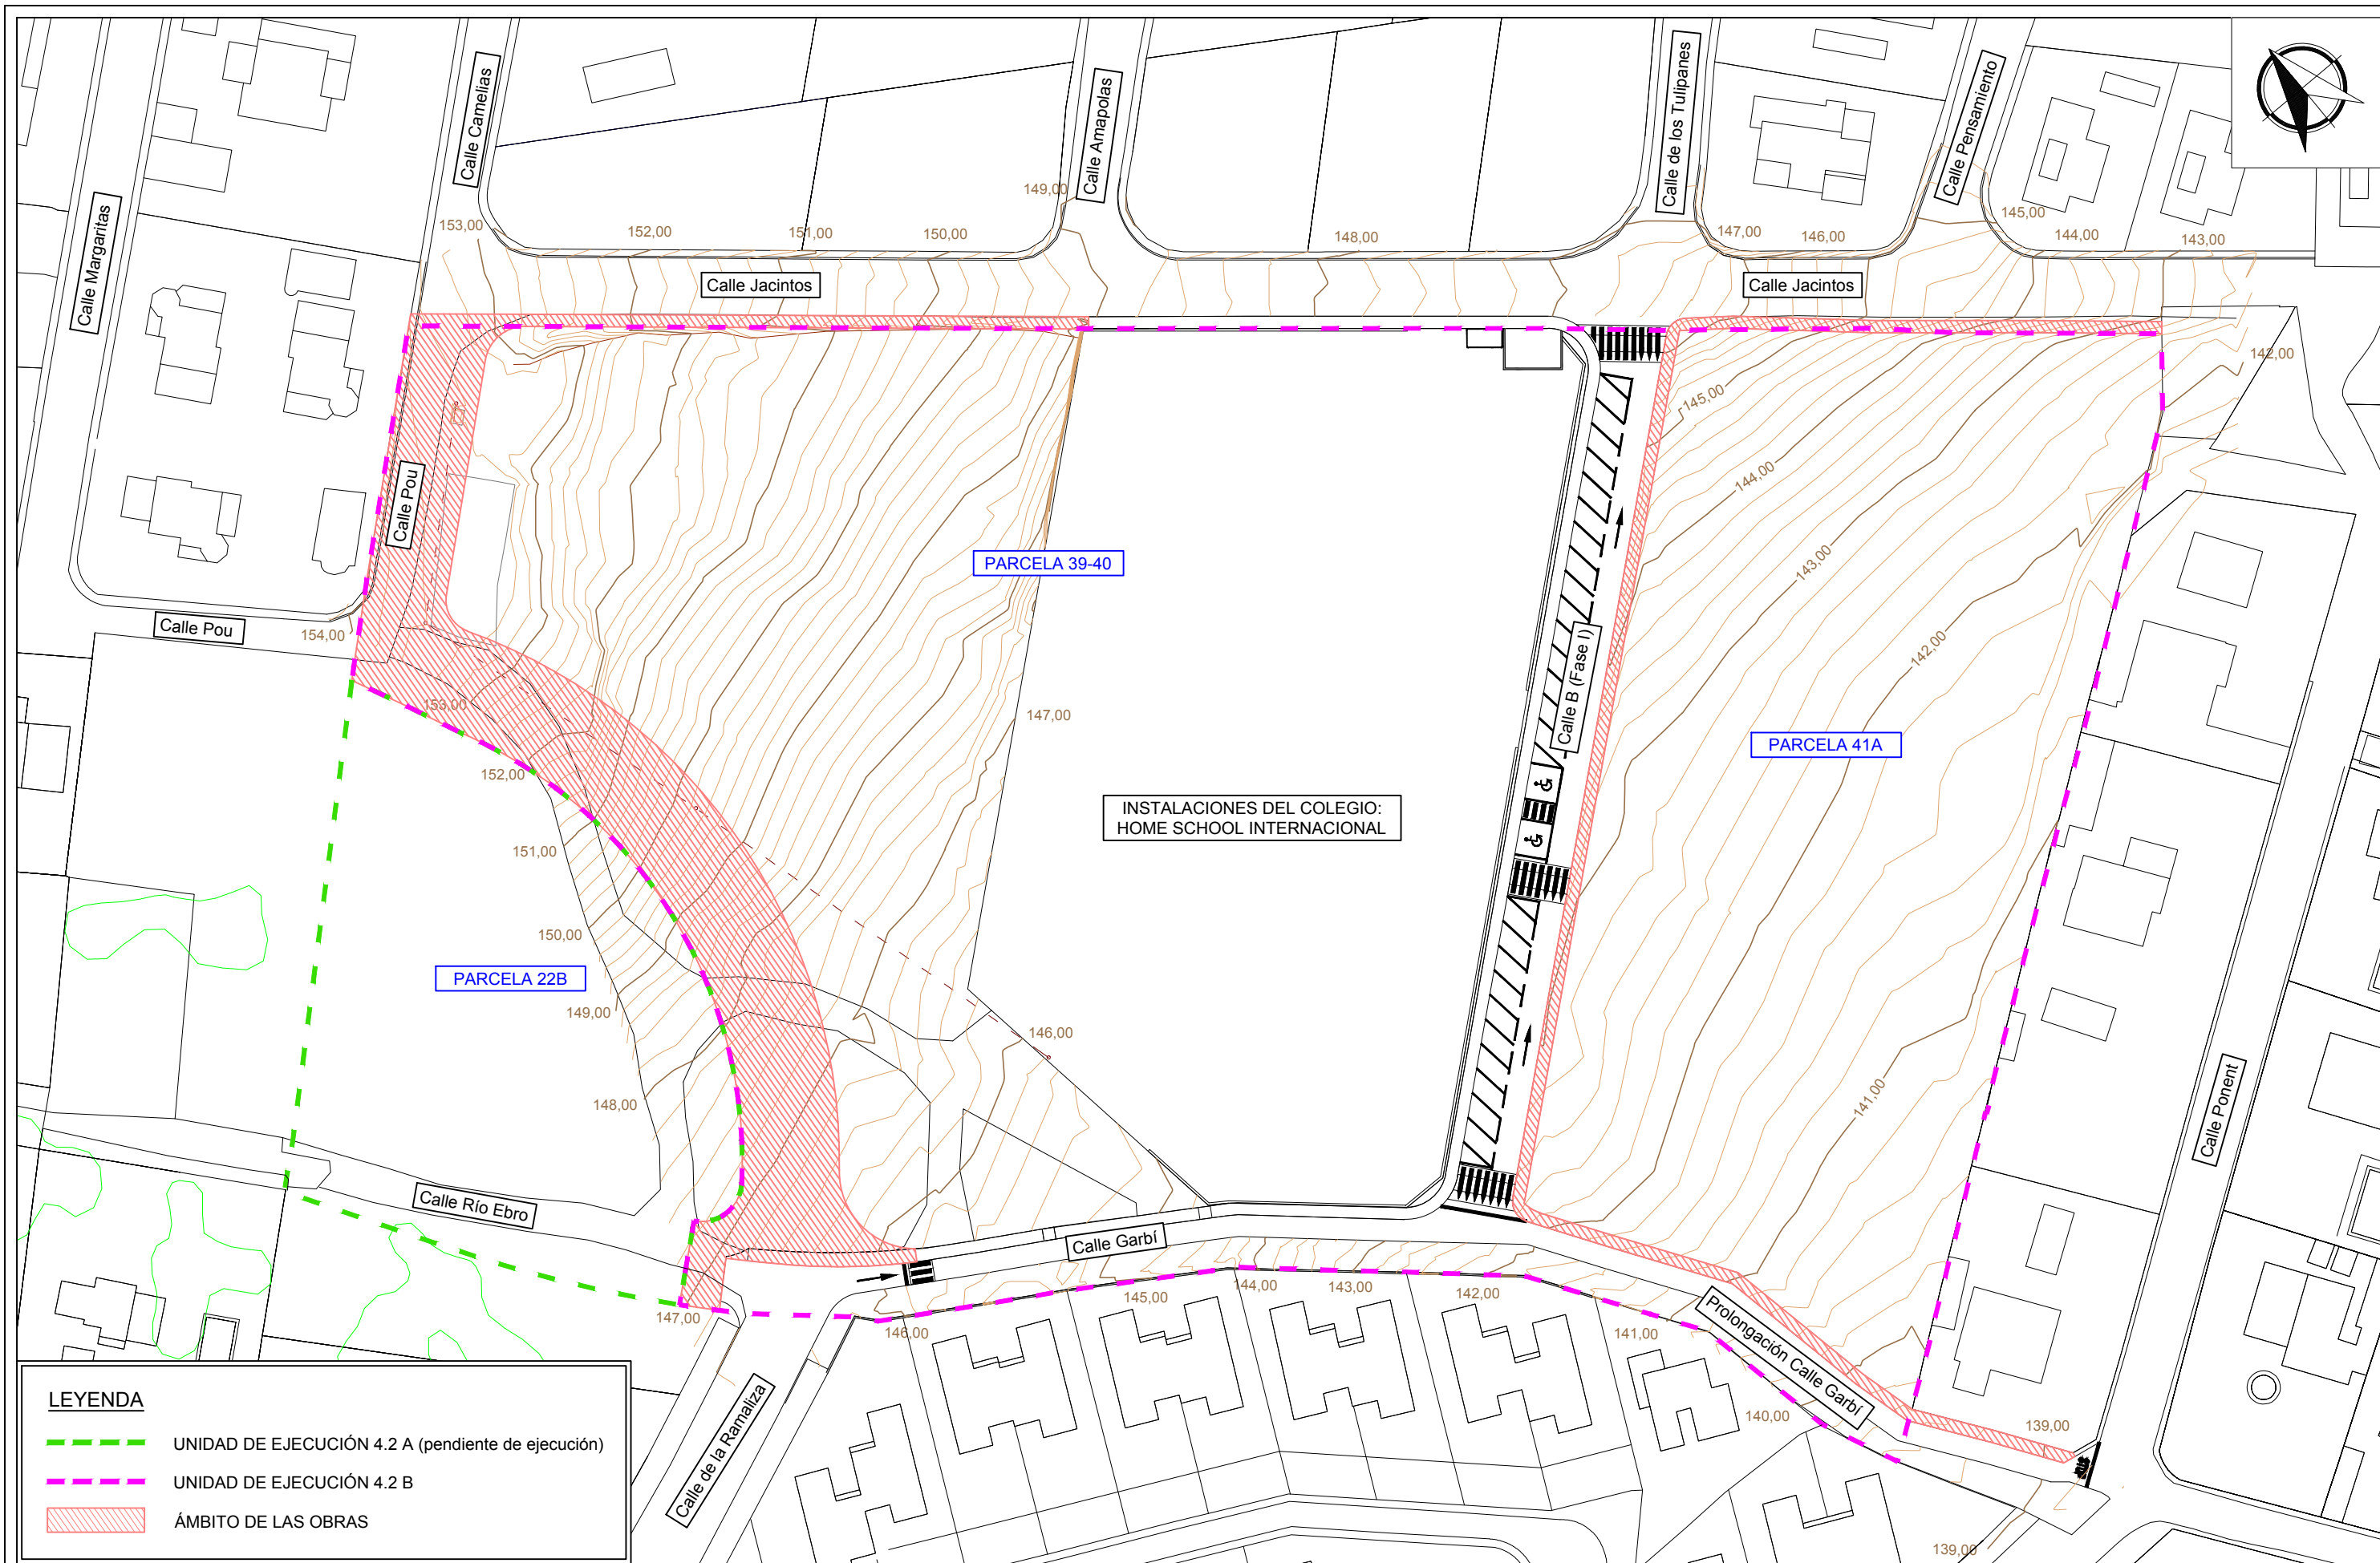 Calle Camelias
Calle Amapolas
Calle de los Tulipanes
Calle Pensamiento
Calle Margaritas
149,00
153,00
152,00
151,00
150,00
148,00
147,00
146,00
145,00
144,00
143,00
Calle Jacintos
Calle Jacintos
142,00
145,00
144,00
Calle Pou
PARCELA 39-40
143,00
Calle Pou
154,00
142,00
Calle B (Fase I)
153,00
147,00
PARCELA 41A
152,00
INSTALACIONES DEL COLEGIO:
HOME SCHOOL INTERNACIONAL
151,00
150,00
PARCELA 22B
149,00
146,00
148,00
141,00
Calle Ponent
Calle Río Ebro
Calle Garbí
147,00
146,00
145,00
144,00
143,00
142,00
141,00
Prolongación Calle Garbí
140,00
139,00
139,00
Calle de la Ramaliza
LEYENDA
UNIDAD DE EJECUCIÓN 4.2 A (pendiente de ejecución)
UNIDAD DE EJECUCIÓN 4.2 B
ÁMBITO DE LAS OBRAS